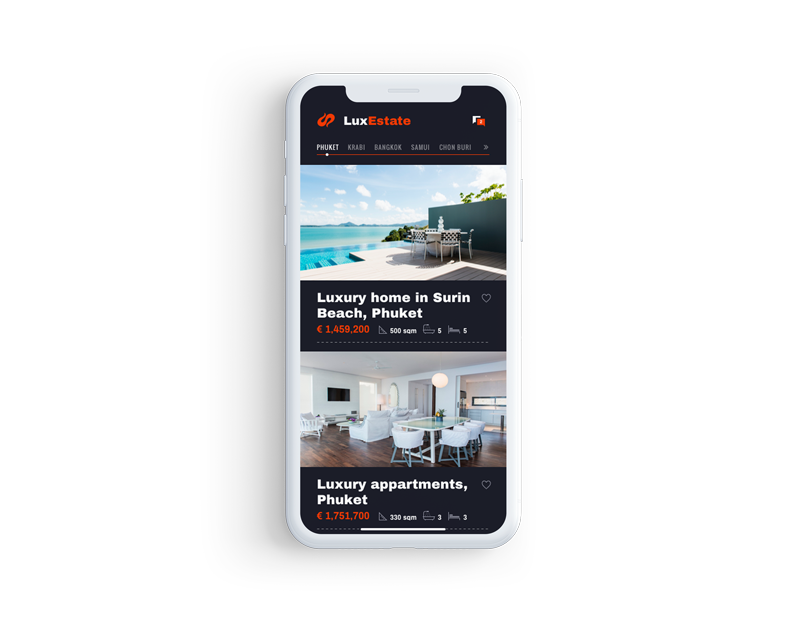 LuxEstate
PHUKET KRABI BANGKOK SAMUI CHON BURI »
Luxury home in Surin
Beach, Phuket
€ 1,459,200 500 sqm 5 5
Luxury appartments,
Phuket
€ 1,751,700 330 sqm 3 3